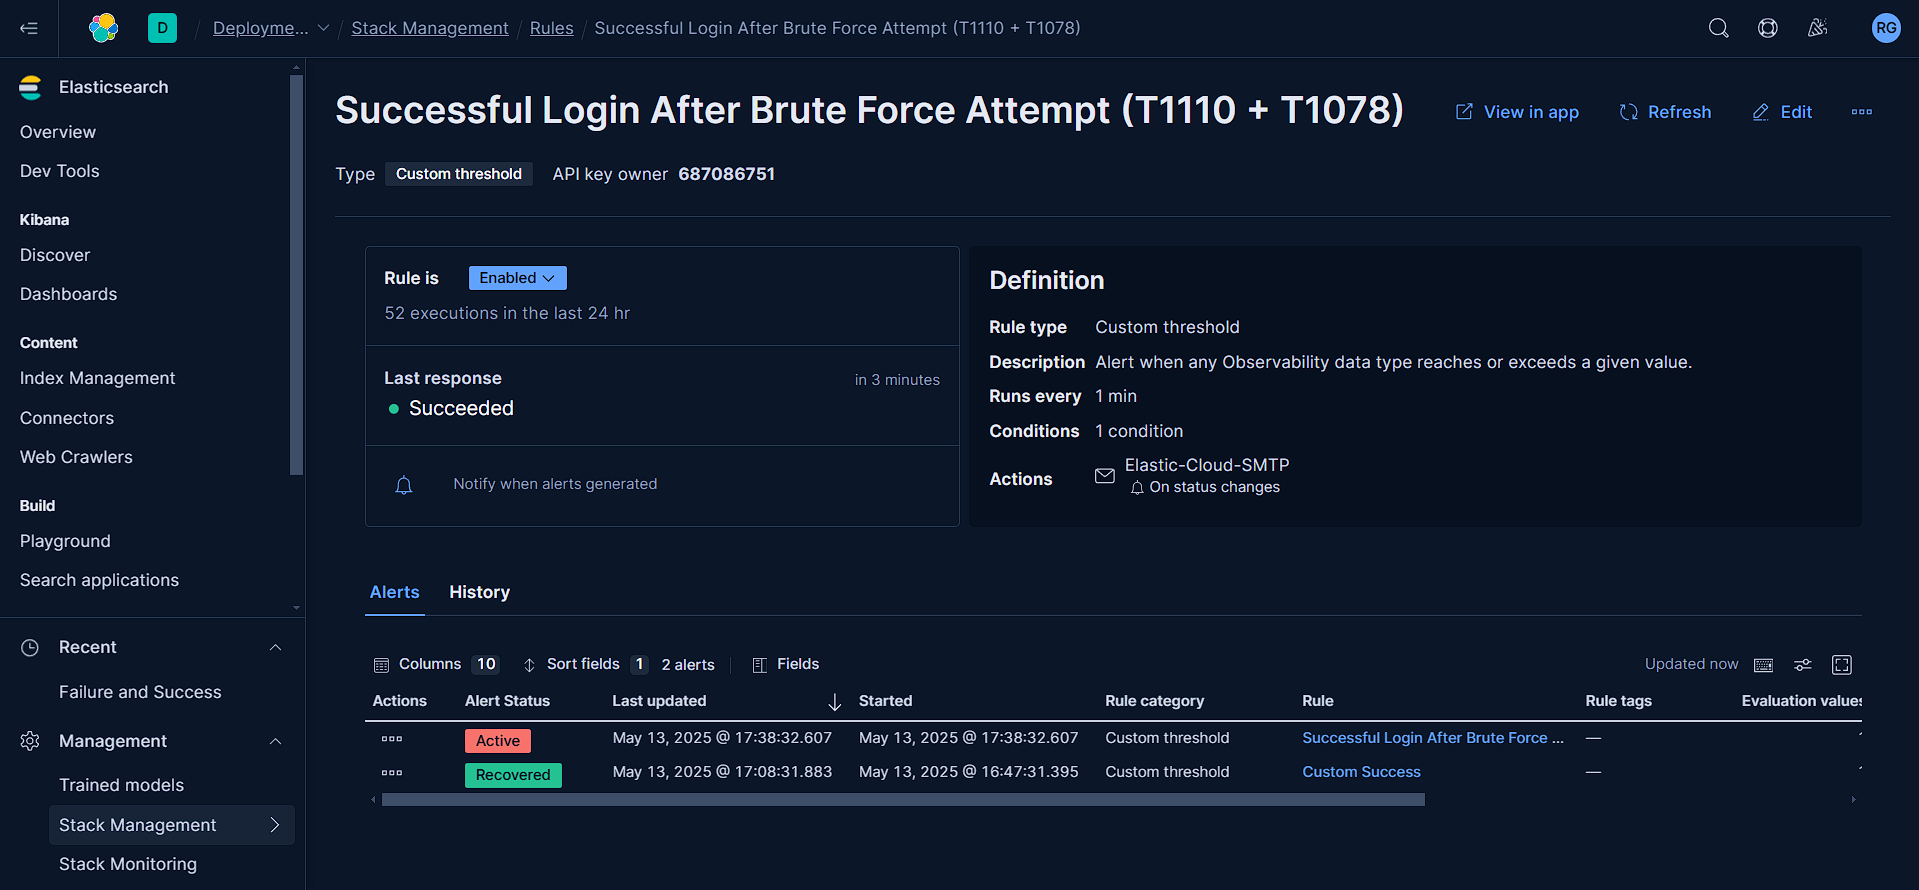 D
Deployme...
Stack Management
Rules
Successful Login After Brute Force Attempt (T1110 + T1078)
RG
Elasticsearch
Overview
Dev Tools
Kibana
Discover
Dashboards
Content
Index Management
Connectors
Web Crawlers
Build
Playground
Search applications
Recent
Failure and Success
Management
Trained models
Stack Management
Stack Monitoring
Successful Login After Brute Force Attempt (T1110 + T1078)
View in app
Refresh
Edit
Type Custom threshold API key owner 687086751
Rule is Enabled
52 executions in the last 24 hr
Last response in 3 minutes
Succeeded
Notify when alerts generated
Definition
Rule type Custom threshold
Description Alert when any Observability data type reaches or exceeds a given value.
Runs every 1 min
Conditions 1 condition
Actions Elastic-Cloud-SMTP
On status changes
Alerts History
Columns 10 Sort fields 1 2 alerts Fields Updated now
Actions Alert Status Last updated Started Rule category Rule Rule tags Evaluation values
Active May 13, 2025 @ 17:38:32.607 May 13, 2025 @ 17:38:32.607 Custom threshold Successful Login After Brute Force ... —
Recovered May 13, 2025 @ 17:08:31.883 May 13, 2025 @ 16:47:31.395 Custom threshold Custom Success —